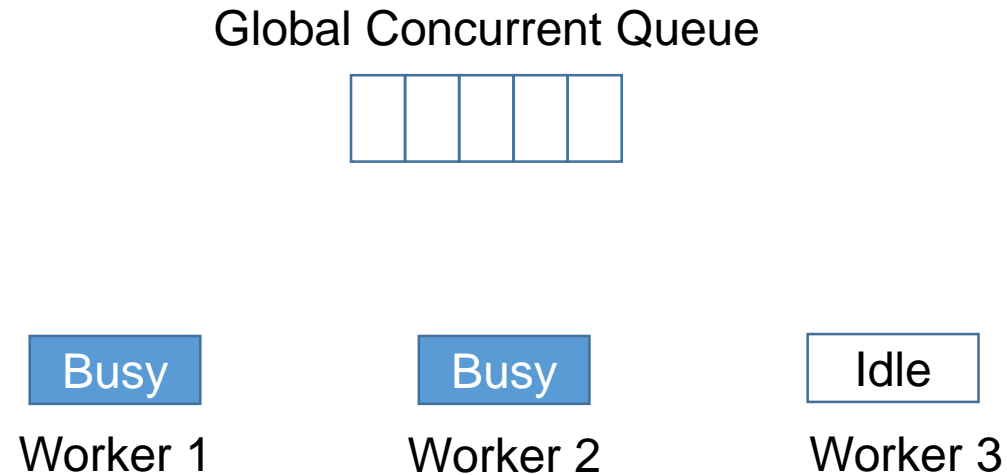 Global Concurrent Queue
Busy
Busy
Idle
Worker 1
Worker 2
Worker 3